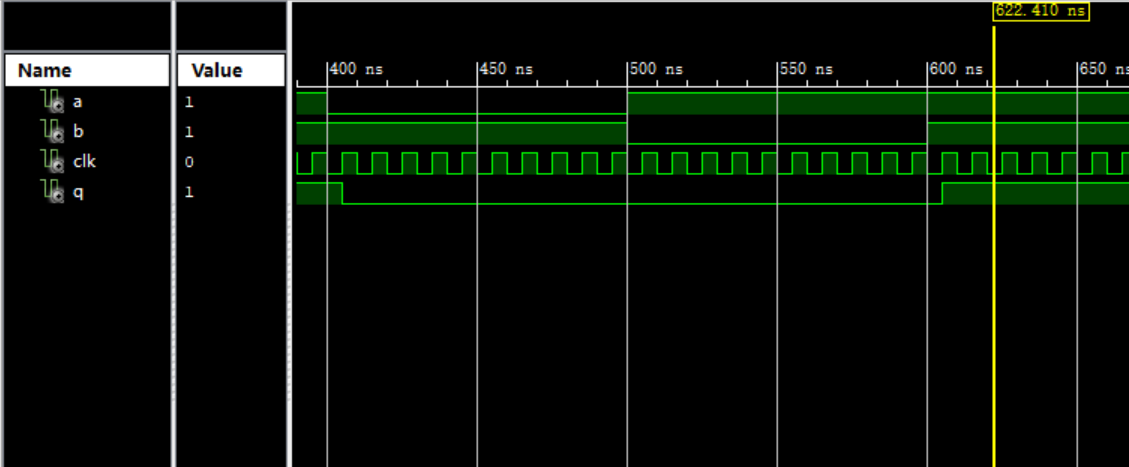 622.410 ns
Name Value
400 ns 450 ns 500 ns 550 ns 600 ns 650 ns
a 1
b 1
clk 0
q 1